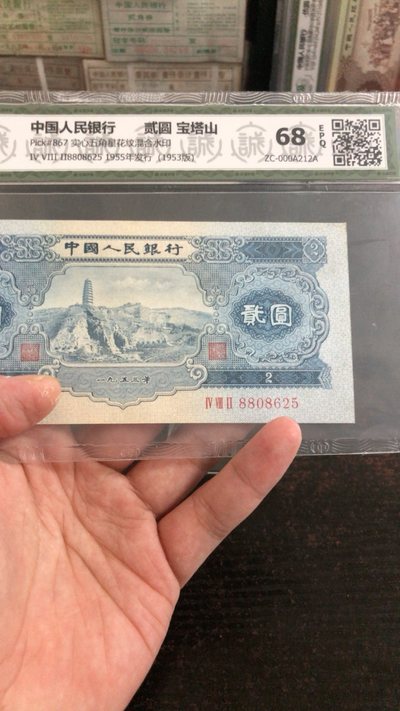 中国人民银行 贰圆 宝塔山
Pick#867 实心五角星花纹混合水印
IV VIII II8808625 1955年发行 (1953版)
68 EPQ
ZC-000A212A
中國人民銀行
貳圓
一九五三年
2
IV VIII II 8808625